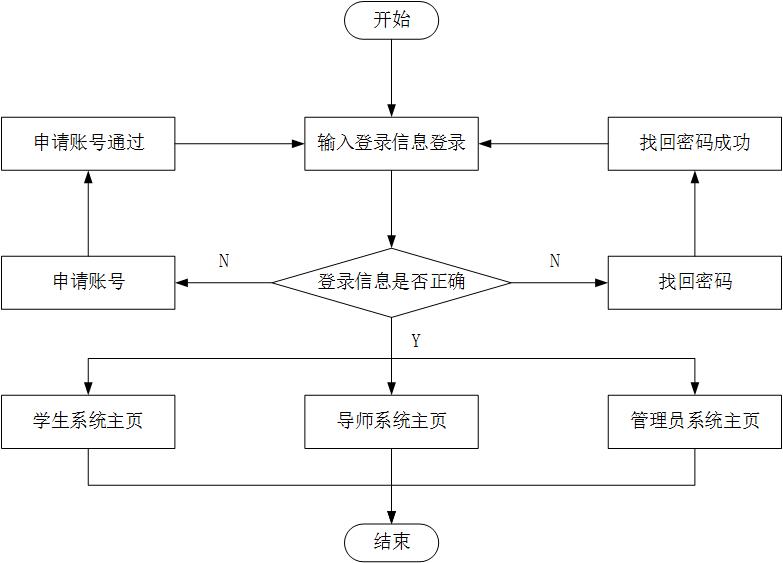 开始
申请账号通过
输入登录信息登录
找回密码成功
申请账号
N
登录信息是否正确
N
找回密码
Y
学生系统主页
导师系统主页
管理员系统主页
结束